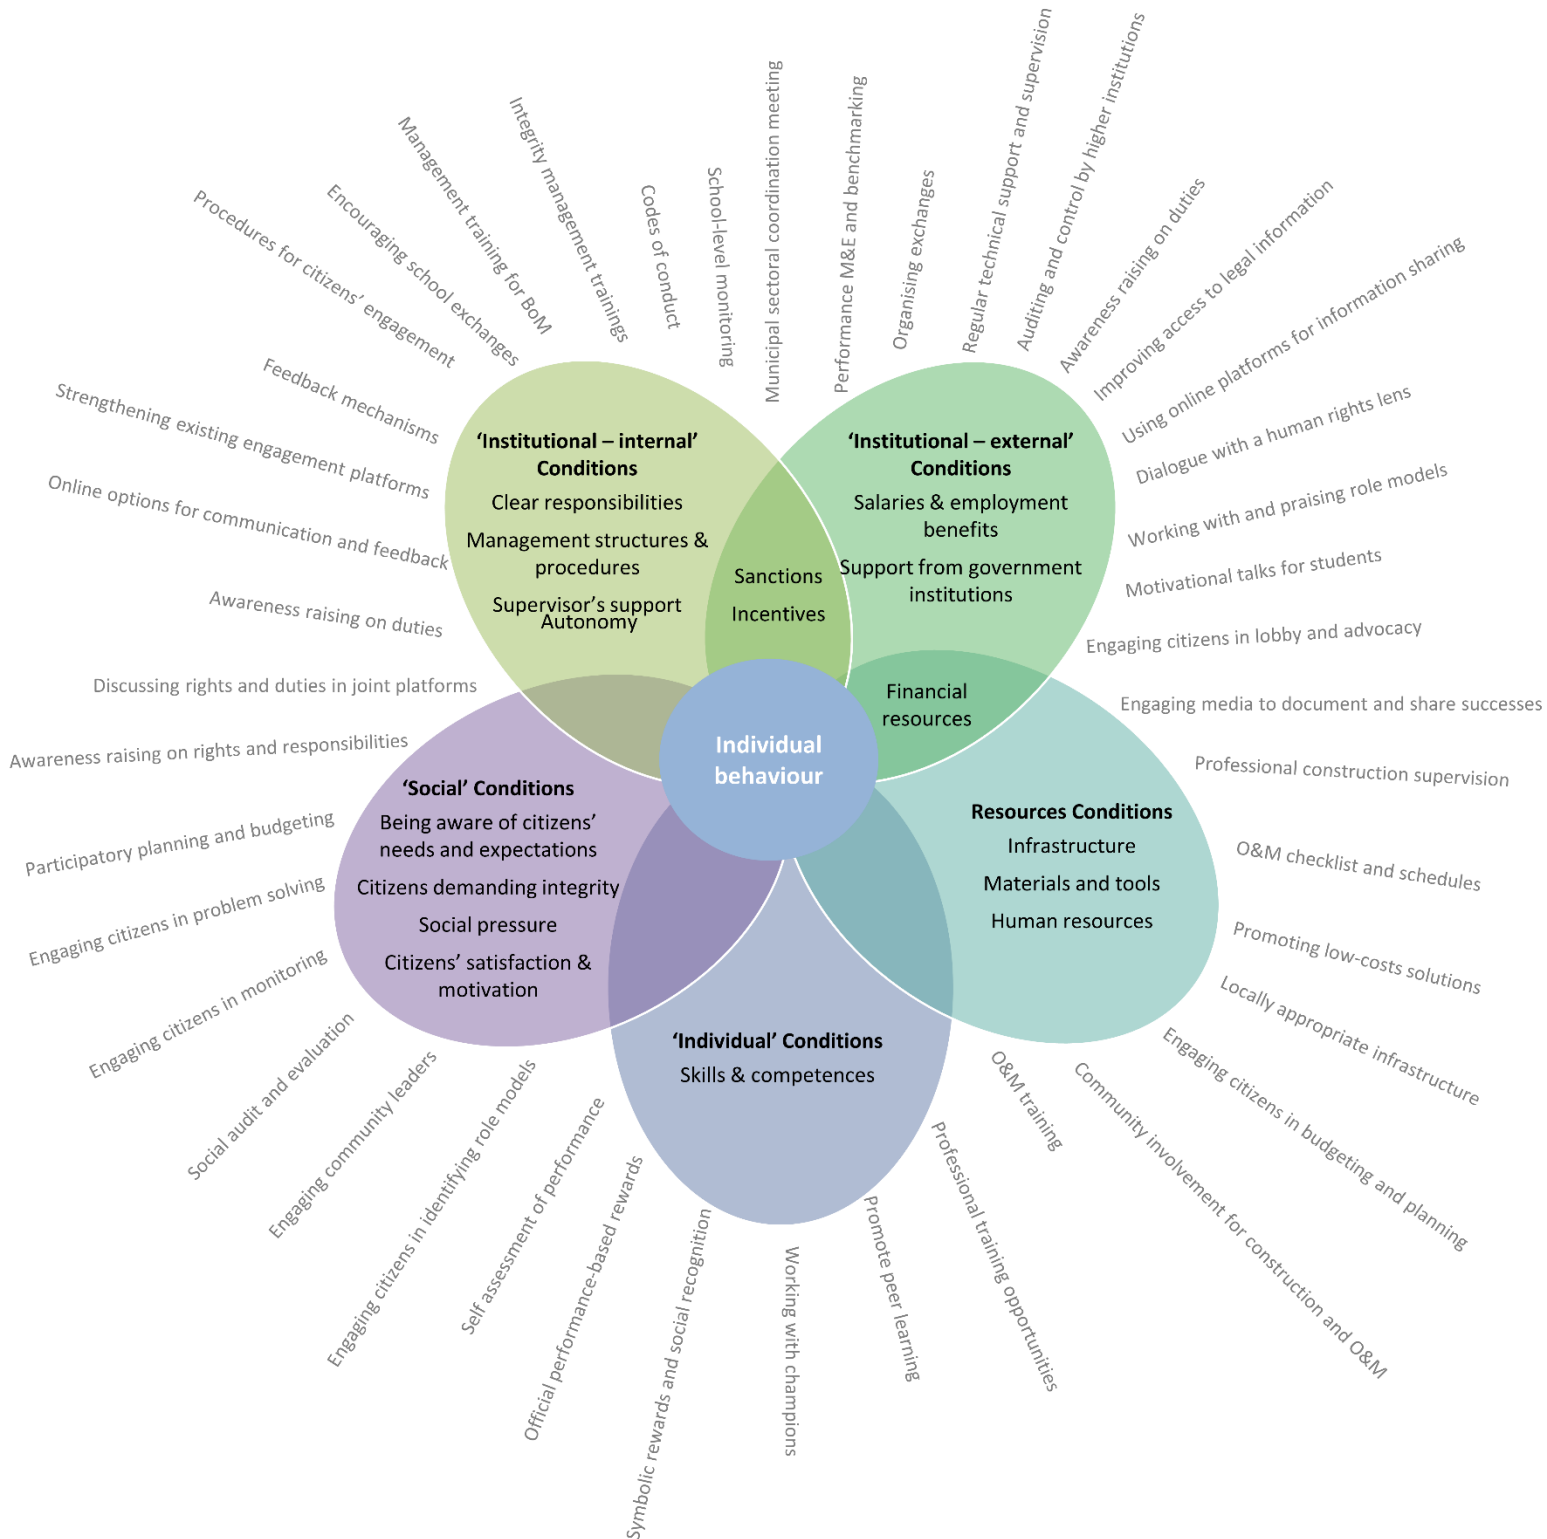 Procedures for citizens’ engagement
Encouraging school exchanges
Management training for BoM
Integrity management trainings
Codes of conduct
School-level monitoring
Municipal sectoral coordination meeting
Performance M&E and benchmarking
Organising exchanges
Regular technical support and supervision
Auditing and control by higher institutions
Awareness raising on duties
Improving access to legal information
Using online platforms for information sharing
Dialogue with a human rights lens
Working with and praising role models
Motivational talks for students
Engaging citizens in lobby and advocacy
Engaging media to document and share successes
Professional construction supervision
O&M checklist and schedules
Promoting low-costs solutions
Locally appropriate infrastructure
Engaging citizens in budgeting and planning
Community involvement for construction and O&M
O&M training
Professional training opportunities
Promote peer learning
Working with champions
Symbolic rewards and social recognition
Official performance-based rewards
Self assessment of performance
Engaging citizens in identifying role models
Engaging community leaders
Social audit and evaluation
Engaging citizens in monitoring
Engaging citizens in problem solving
Participatory planning and budgeting
Awareness raising on rights and responsibilities
Discussing rights and duties in joint platforms
Awareness raising on duties
Online options for communication and feedback
Strengthening existing engagement platforms
Feedback mechanisms
‘Institutional – internal’
Conditions
Clear responsibilities
Management structures &
procedures
Supervisor’s support
Autonomy
Sanctions
Incentives
‘Institutional – external’
Conditions
Salaries & employment
benefits
Support from government
institutions
Financial
resources
Individual
behaviour
‘Social’ Conditions
Being aware of citizens’
needs and expectations
Citizens demanding integrity
Social pressure
Citizens’ satisfaction &
motivation
Resources Conditions
Infrastructure
Materials and tools
Human resources
‘Individual’ Conditions
Skills & competences